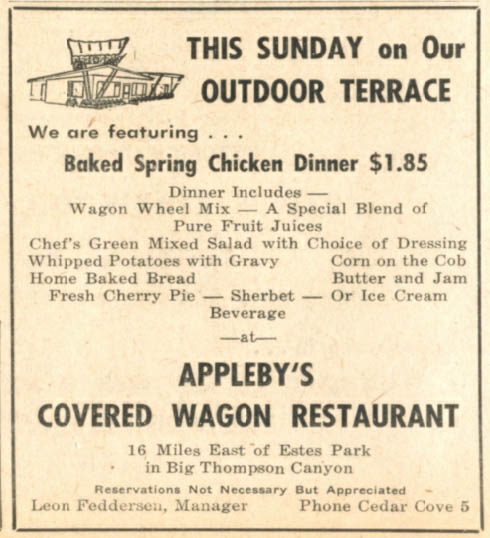 THIS SUNDAY on Our
OUTDOOR TERRACE
We are featuring . . .
Baked Spring Chicken Dinner $1.85
Dinner Includes —
Wagon Wheel Mix — A Special Blend of
Pure Fruit Juices
Chef's Green Mixed Salad with Choice of Dressing
Whipped Potatoes with Gravy Corn on the Cob
Home Baked Bread Butter and Jam
Fresh Cherry Pie — Sherbet — Or Ice Cream
Beverage
—at—
APPLEBY'S
COVERED WAGON RESTAURANT
16 Miles East of Estes Park
in Big Thompson Canyon
Reservations Not Necessary But Appreciated
Leon Feddersen, Manager Phone Cedar Cove 5